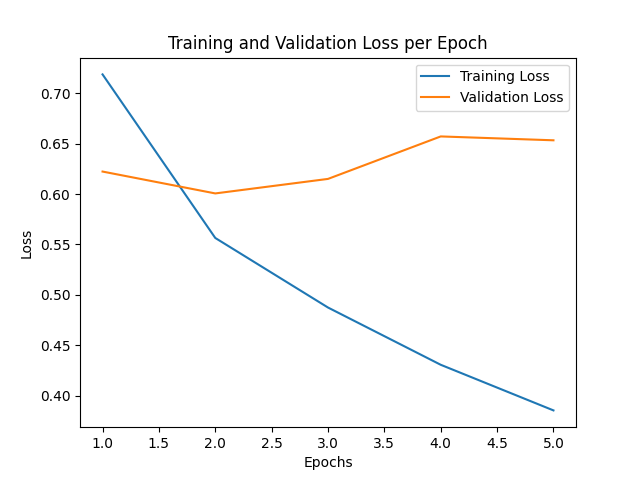 Training and Validation Loss per Epoch
Training Loss
Validation Loss
0.70
0.65
0.60
0.55
0.50
0.45
0.40
Loss
1.0 1.5 2.0 2.5 3.0 3.5 4.0 4.5 5.0
Epochs